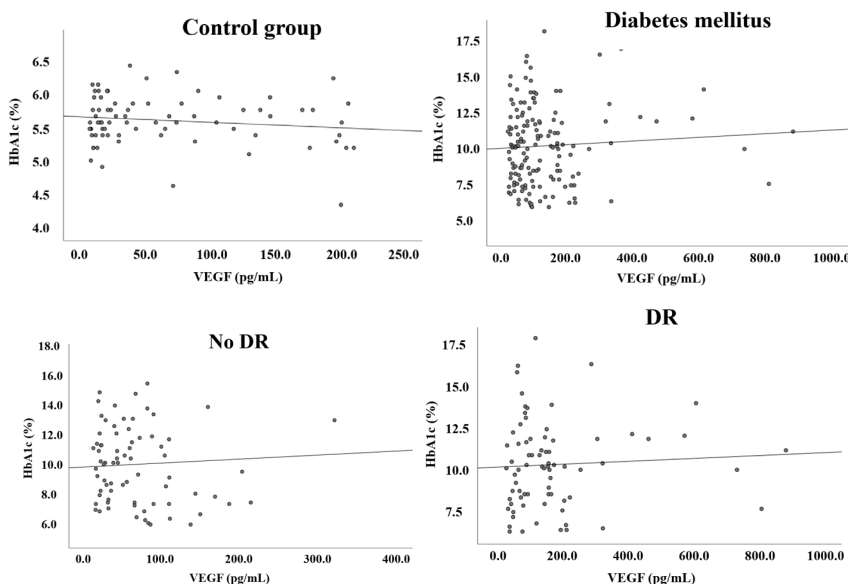 Control group
HbA1c (%)
6.5
6.0
5.5
5.0
4.5
4.0
0.0 50.0 100.0 150.0 200.0 250.0
VEGF (pg/mL)
Diabetes mellitus
HbA1c (%)
17.5
15.0
12.5
10.0
7.5
5.0
0.0 200.0 400.0 600.0 800.0 1000.0
VEGF (pg/mL)
No DR
HbA1c (%)
18.0
16.0
14.0
12.0
10.0
8.0
6.0
0.0 100.0 200.0 300.0 400.0
VEGF (pg/mL)
DR
HbA1c (%)
17.5
15.0
12.5
10.0
7.5
0.0 200.0 400.0 600.0 800.0 1000.0
VEGF (pg/mL)